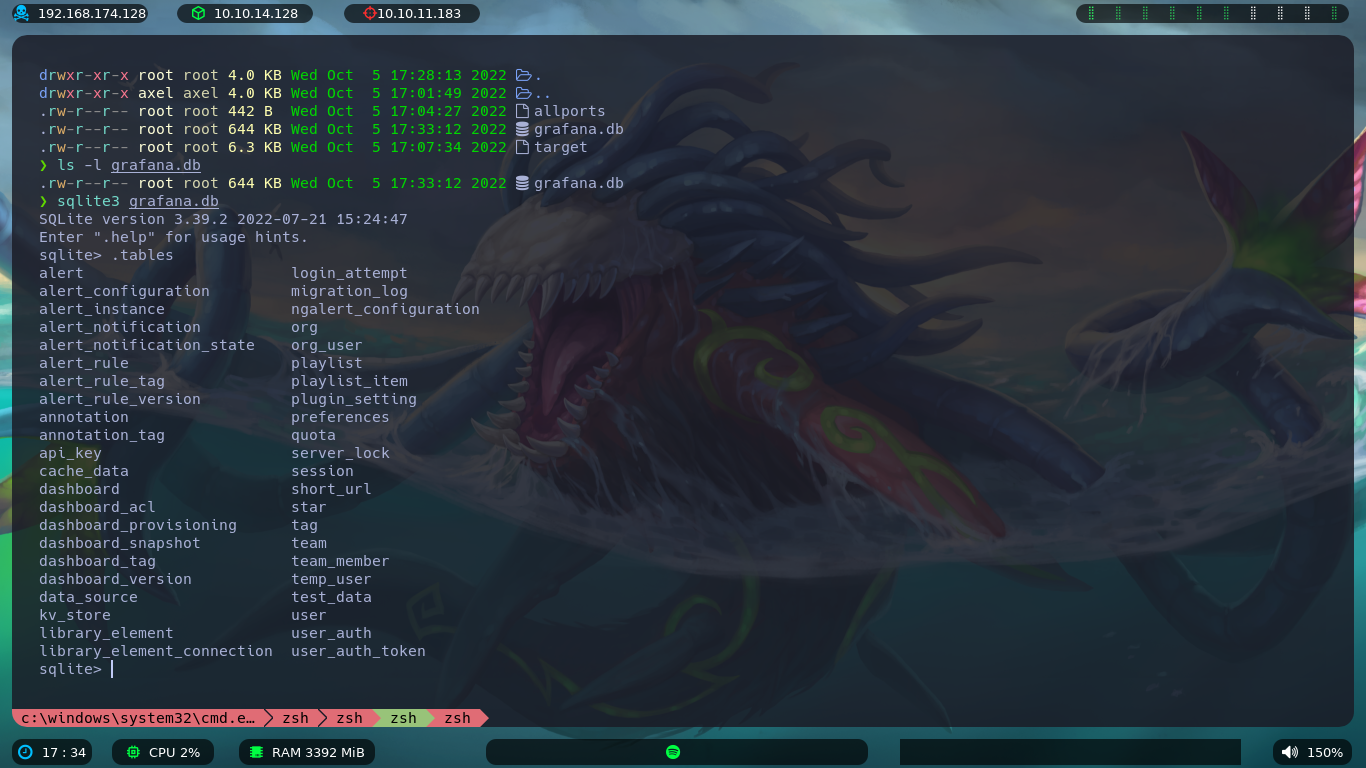 192.168.174.128 10.10.14.128 10.10.11.183
drwxr-xr-x root root 4.0 KB Wed Oct  5 17:28:13 2022 .
drwxr-xr-x axel axel 4.0 KB Wed Oct  5 17:01:49 2022 ..
.rw-r--r-- root root 442 B  Wed Oct  5 17:04:27 2022 allports
.rw-r--r-- root root 644 KB Wed Oct  5 17:33:12 2022 grafana.db
.rw-r--r-- root root 6.3 KB Wed Oct  5 17:07:34 2022 target
❯ ls -l grafana.db
.rw-r--r-- root root 644 KB Wed Oct  5 17:33:12 2022 grafana.db
❯ sqlite3 grafana.db
SQLite version 3.39.2 2022-07-21 15:24:47
Enter ".help" for usage hints.
sqlite> .tables
alert                       login_attempt
alert_configuration         migration_log
alert_instance              ngalert_configuration
alert_notification          org
alert_notification_state    org_user
alert_rule                  playlist
alert_rule_tag              playlist_item
alert_rule_version          plugin_setting
annotation                  preferences
annotation_tag              quota
api_key                     server_lock
cache_data                  session
dashboard                   short_url
dashboard_acl               star
dashboard_provisioning      tag
dashboard_snapshot          team
dashboard_tag               team_member
dashboard_version           temp_user
data_source                 test_data
kv_store                    user
library_element             user_auth
library_element_connection  user_auth_token
sqlite>
c:\windows\system32\cmd.e… zsh zsh zsh zsh
17 : 34 CPU 2% RAM 3392 MiB 150%